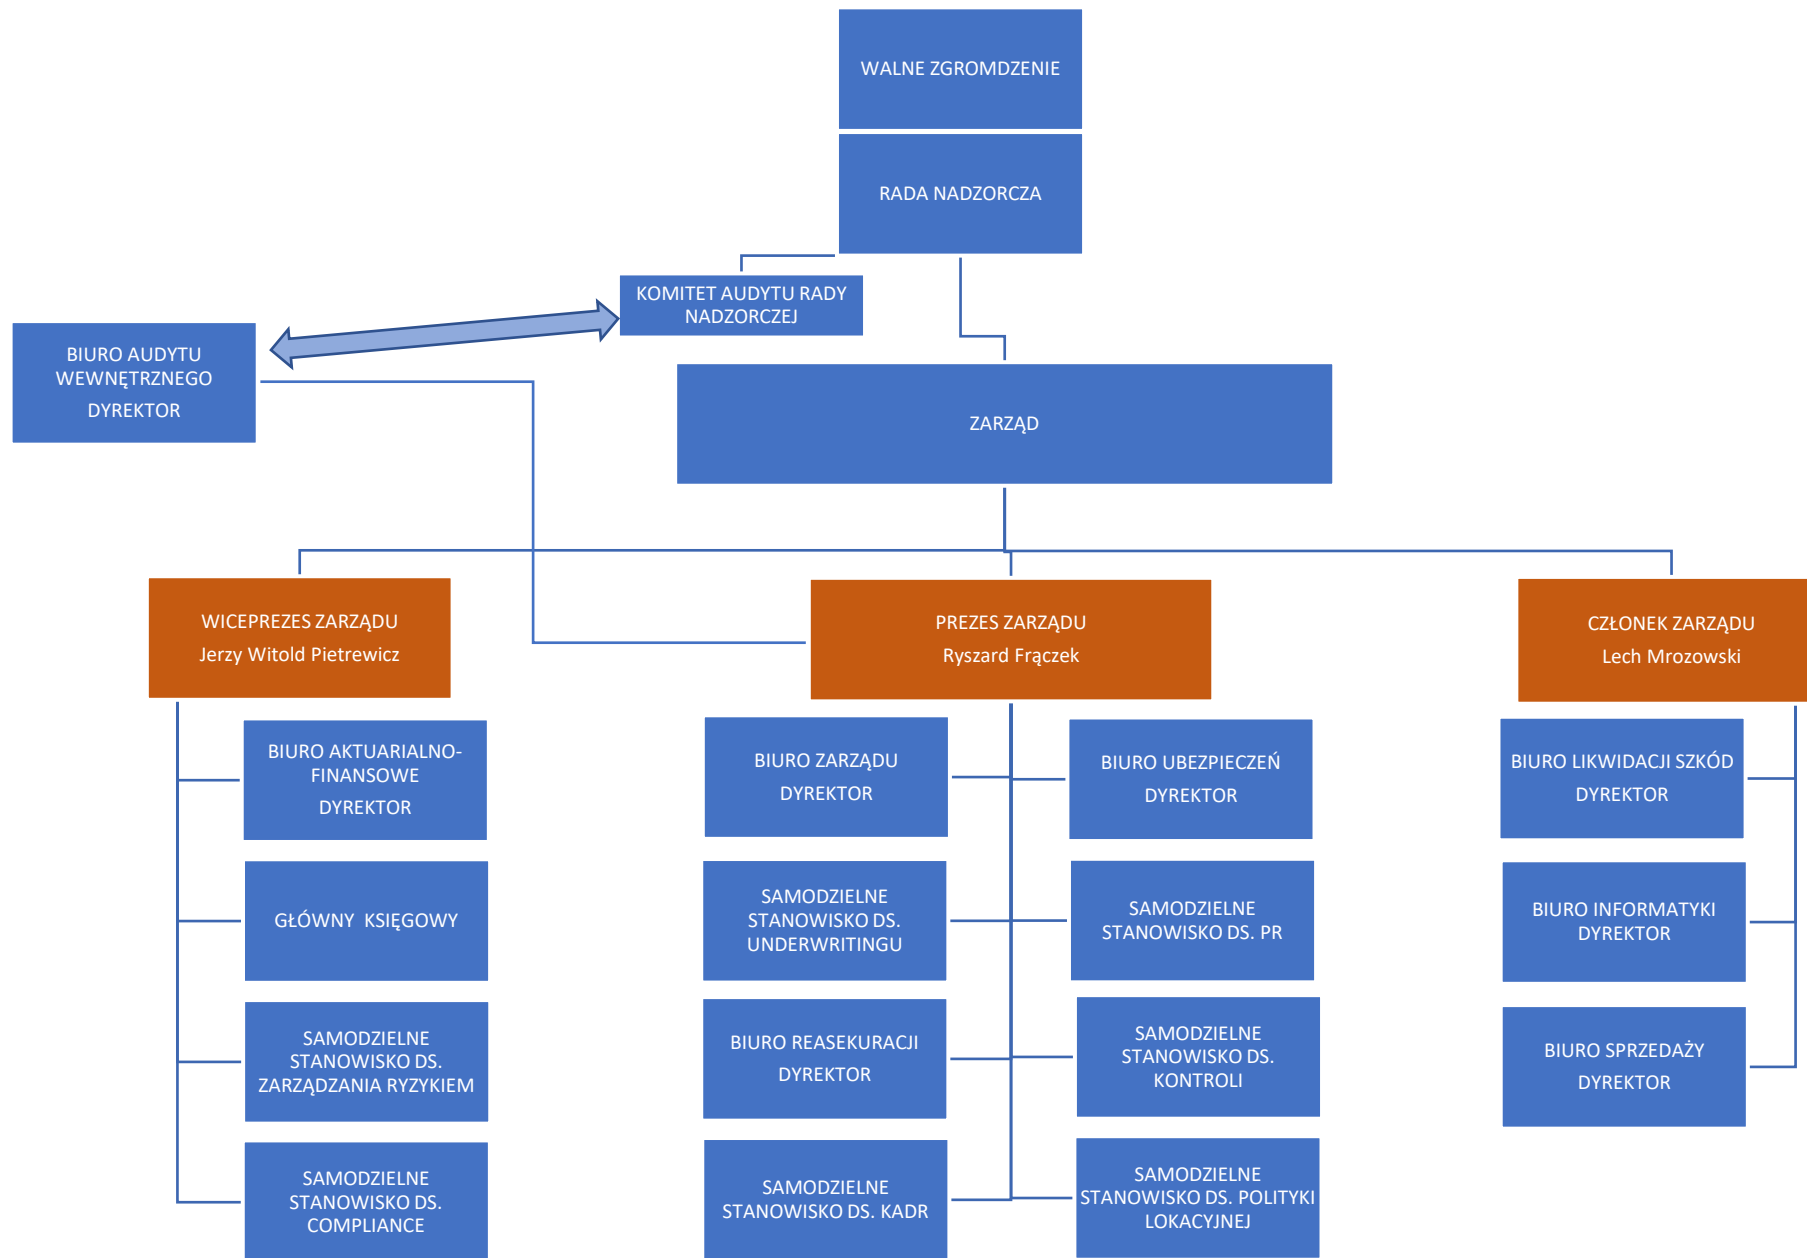 WALNE ZGROMDZENIE
RADA NADZORCZA
KOMITET AUDYTU RADY
NADZORCZEJ
BIURO AUDYTU
WEWNĘTRZNEGO
DYREKTOR
ZARZĄD
WICEPREZES ZARZĄDU
Jerzy Witold Pietrewicz
PREZES ZARZĄDU
Ryszard Frączek
CZŁONEK ZARZĄDU
Lech Mrozowski
BIURO AKTUARIALNO-
FINANSOWE
DYREKTOR
GŁÓWNY KSIĘGOWY
SAMODZIELNE
STANOWISKO DS.
ZARZĄDZANIA RYZYKIEM
SAMODZIELNE
STANOWISKO DS.
COMPLIANCE
BIURO ZARZĄDU
DYREKTOR
SAMODZIELNE
STANOWISKO DS.
UNDERWRITINGU
BIURO REASEKURACJI
DYREKTOR
SAMODZIELNE
STANOWISKO DS. KADR
BIURO UBEZPIECZEŃ
DYREKTOR
SAMODZIELNE
STANOWISKO DS. PR
SAMODZIELNE
STANOWISKO DS.
KONTROLI
SAMODZIELNE
STANOWISKO DS. POLITYKI
LOKACYJNEJ
BIURO LIKWIDACJI SZKÓD
DYREKTOR
BIURO INFORMATYKI
DYREKTOR
BIURO SPRZEDAŻY
DYREKTOR